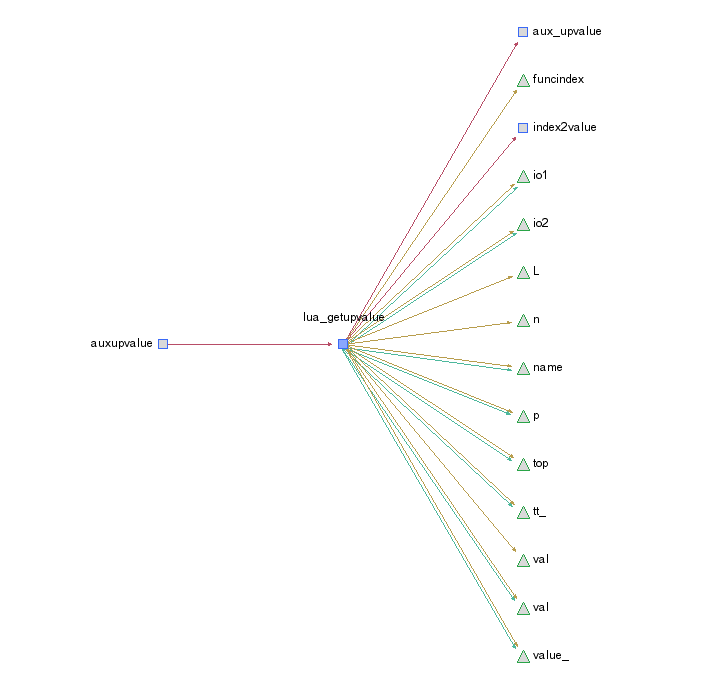 aux_upvalue
funcindex
index2value
io1
io2
L
lua_getupvalue
n
auxupvalue
name
p
top
tt_
val
val
value_